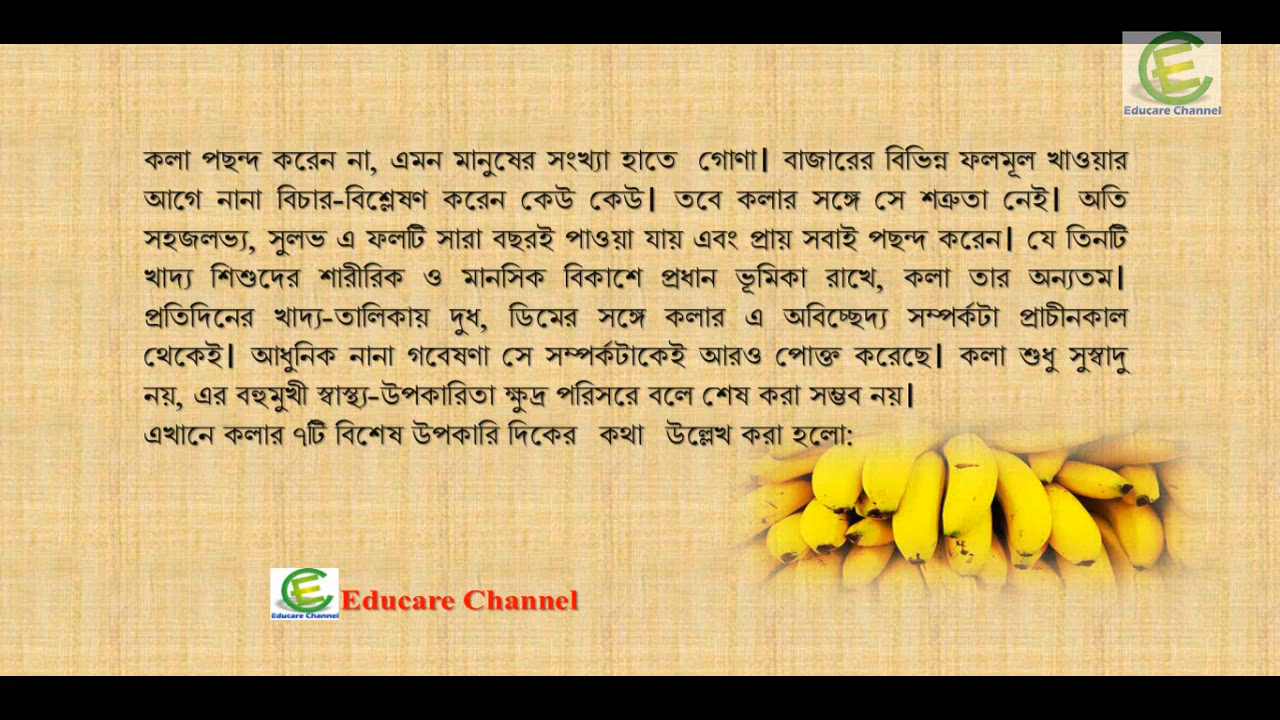 Educare Channel
কলা পছন্দ করেন না, এমন মানুষের সংখ্যা হাতে গোণা। বাজারের বিভিন্ন ফলমূল খাওয়ার
আগে নানা বিচার-বিশ্লেষণ করেন কেউ কেউ। তবে কলার সঙ্গে সে শত্রুতা নেই। অতি
সহজলভ্য, সুলভ এ ফলটি সারা বছরই পাওয়া যায় এবং প্রায় সবাই পছন্দ করেন। যে তিনটি
খাদ্য শিশুদের শারীরিক ও মানসিক বিকাশে প্রধান ভূমিকা রাখে, কলা তার অন্যতম।
প্রতিদিনের খাদ্য-তালিকায় দুধ, ডিমের সঙ্গে কলার এ অবিচ্ছেদ্য সম্পর্কটা প্রাচীনকাল
থেকেই। আধুনিক নানা গবেষণা সে সম্পর্কটাকেই আরও পোক্ত করেছে। কলা শুধু সুস্বাদু
নয়, এর বহুমুখী স্বাস্থ্য-উপকারিতা ক্ষুদ্র পরিসরে বলে শেষ করা সম্ভব নয়।
এখানে কলার ৭টি বিশেষ উপকারি দিকের কথা উল্লেখ করা হলো:
Educare Channel
Educare Channel